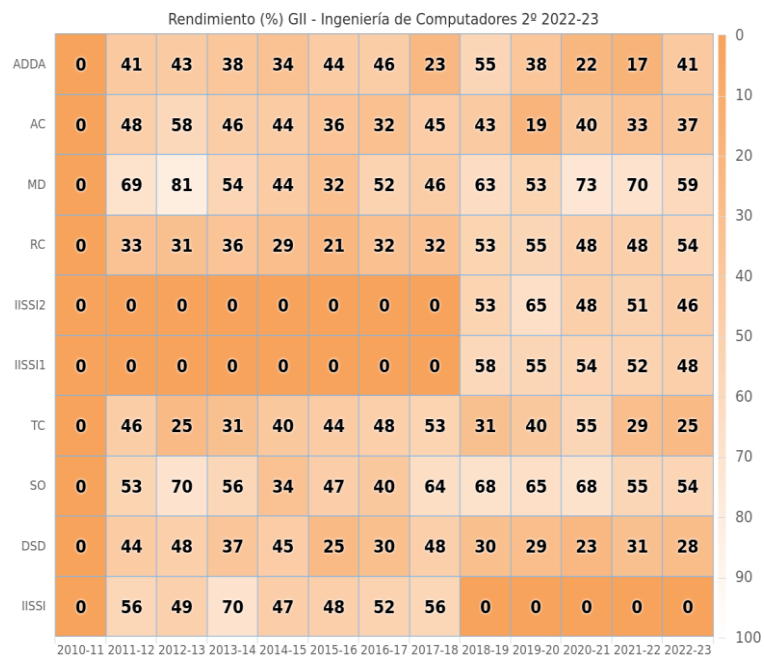 Rendimiento (%) GII - Ingeniería de Computadores 2º 2022-23
ADDA 0 41 43 38 34 44 46 23 55 38 22 17 41
AC 0 48 58 46 44 36 32 45 43 19 40 33 37
MD 0 69 81 54 44 32 52 46 63 53 73 70 59
RC 0 33 31 36 29 21 32 32 53 55 48 48 54
IISSI2 0 0 0 0 0 0 0 0 53 65 48 51 46
IISSI1 0 0 0 0 0 0 0 0 58 55 54 52 48
TC 0 46 25 31 40 44 48 53 31 40 55 29 25
SO 0 53 70 56 34 47 40 64 68 65 68 55 54
DSD 0 44 48 37 45 25 30 48 30 29 23 31 28
IISSI 0 56 49 70 47 48 52 56 0 0 0 0 0
2010-11 2011-12 2012-13 2013-14 2014-15 2015-16 2016-17 2017-18 2018-19 2019-20 2020-21 2021-22 2022-23
0
10
20
30
40
50
60
70
80
90
100